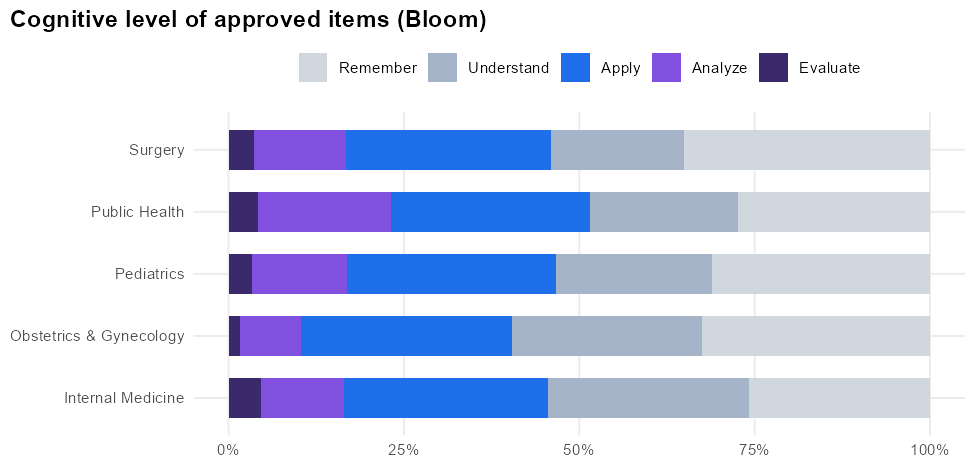 Cognitive level of approved items (Bloom)
Remember Understand Apply Analyze Evaluate
Surgery
Public Health
Pediatrics
Obstetrics & Gynecology
Internal Medicine
0% 25% 50% 75% 100%